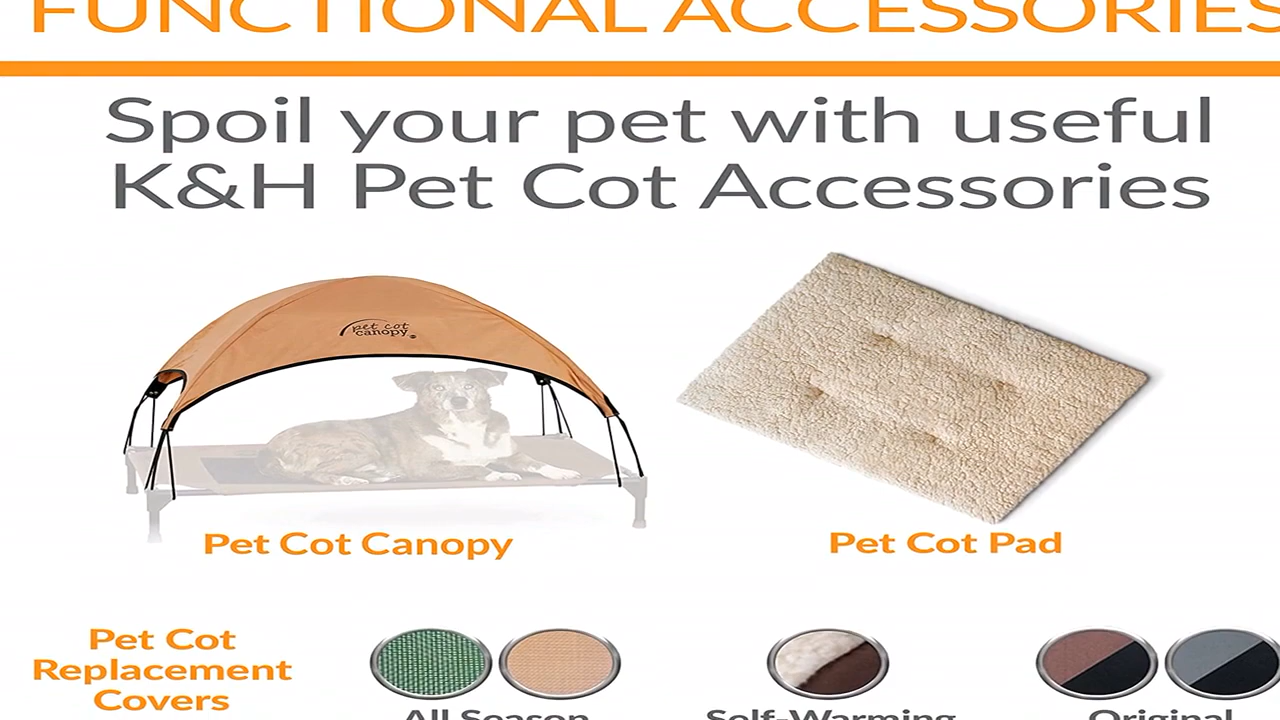 FUNCTIONAL ACCESSORIES
Spoil your pet with useful
K&H Pet Cot Accessories
pet cot
canopy
Pet Cot Canopy
Pet Cot Pad
Pet Cot
Replacement
Covers
All Season
Self-Warming
Original